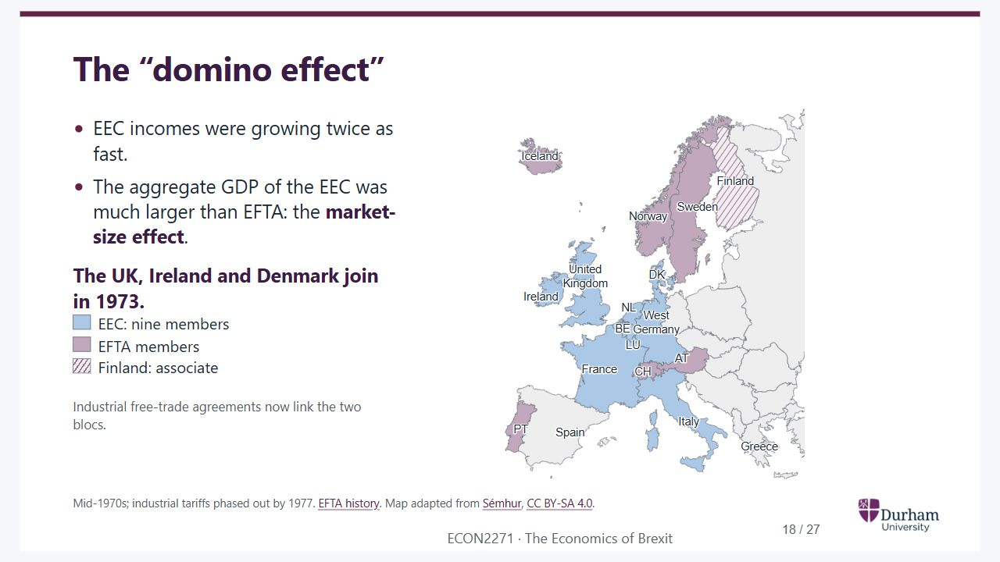 The “domino effect”
• EEC incomes were growing twice as
fast.
• The aggregate GDP of the EEC was
much larger than EFTA: the market-
size effect.
The UK, Ireland and Denmark join
in 1973.
EEC: nine members
EFTA members
Finland: associate
Industrial free-trade agreements now link the two
blocs.
Iceland
Finland
Sweden
Norway
United
Kingdom
DK
Ireland
NL
West
BE Germany
LU
AT
France
CH
Italy
PT
Spain
Greece
Mid-1970s; industrial tariffs phased out by 1977. EFTA history. Map adapted from Sémhur, CC BY-SA 4.0.
ECON2271 · The Economics of Brexit
18 / 27
Durham
University